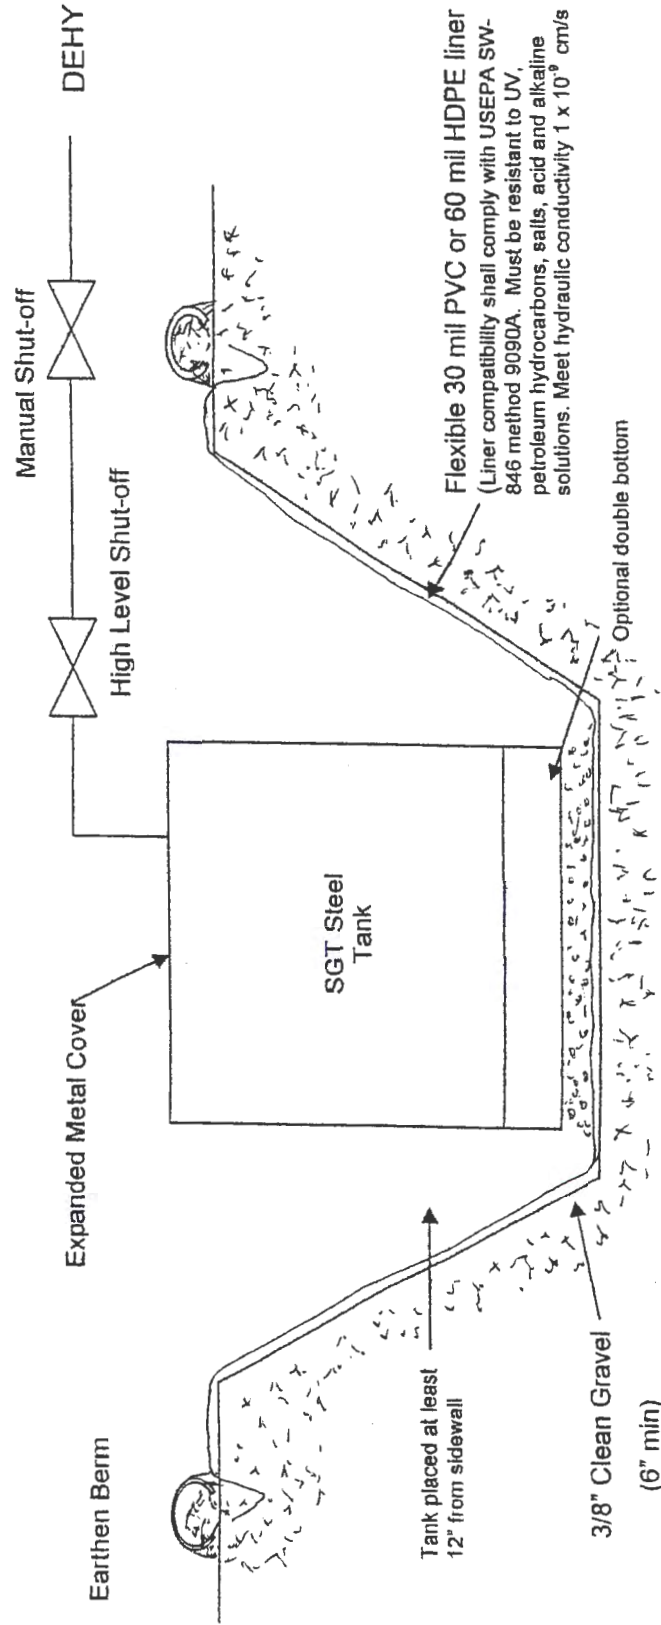 DEHY
Manual Shut-off
High Level Shut-off
Expanded Metal Cover
Earthen Berm
SGT Steel
Tank
Tank placed at least
12" from sidewall
3/8" Clean Gravel
(6" min)
Flexible 30 mil PVC or 60 mil HDPE liner
(Liner compatibility shall comply with USEPA SW-
846 method 9090A. Must be resistant to UV,
petroleum hydrocarbons, salts, acid and alkaline
solutions. Meet hydraulic conductivity 1 x 10⁻⁹ cm/s
Optional double bottom